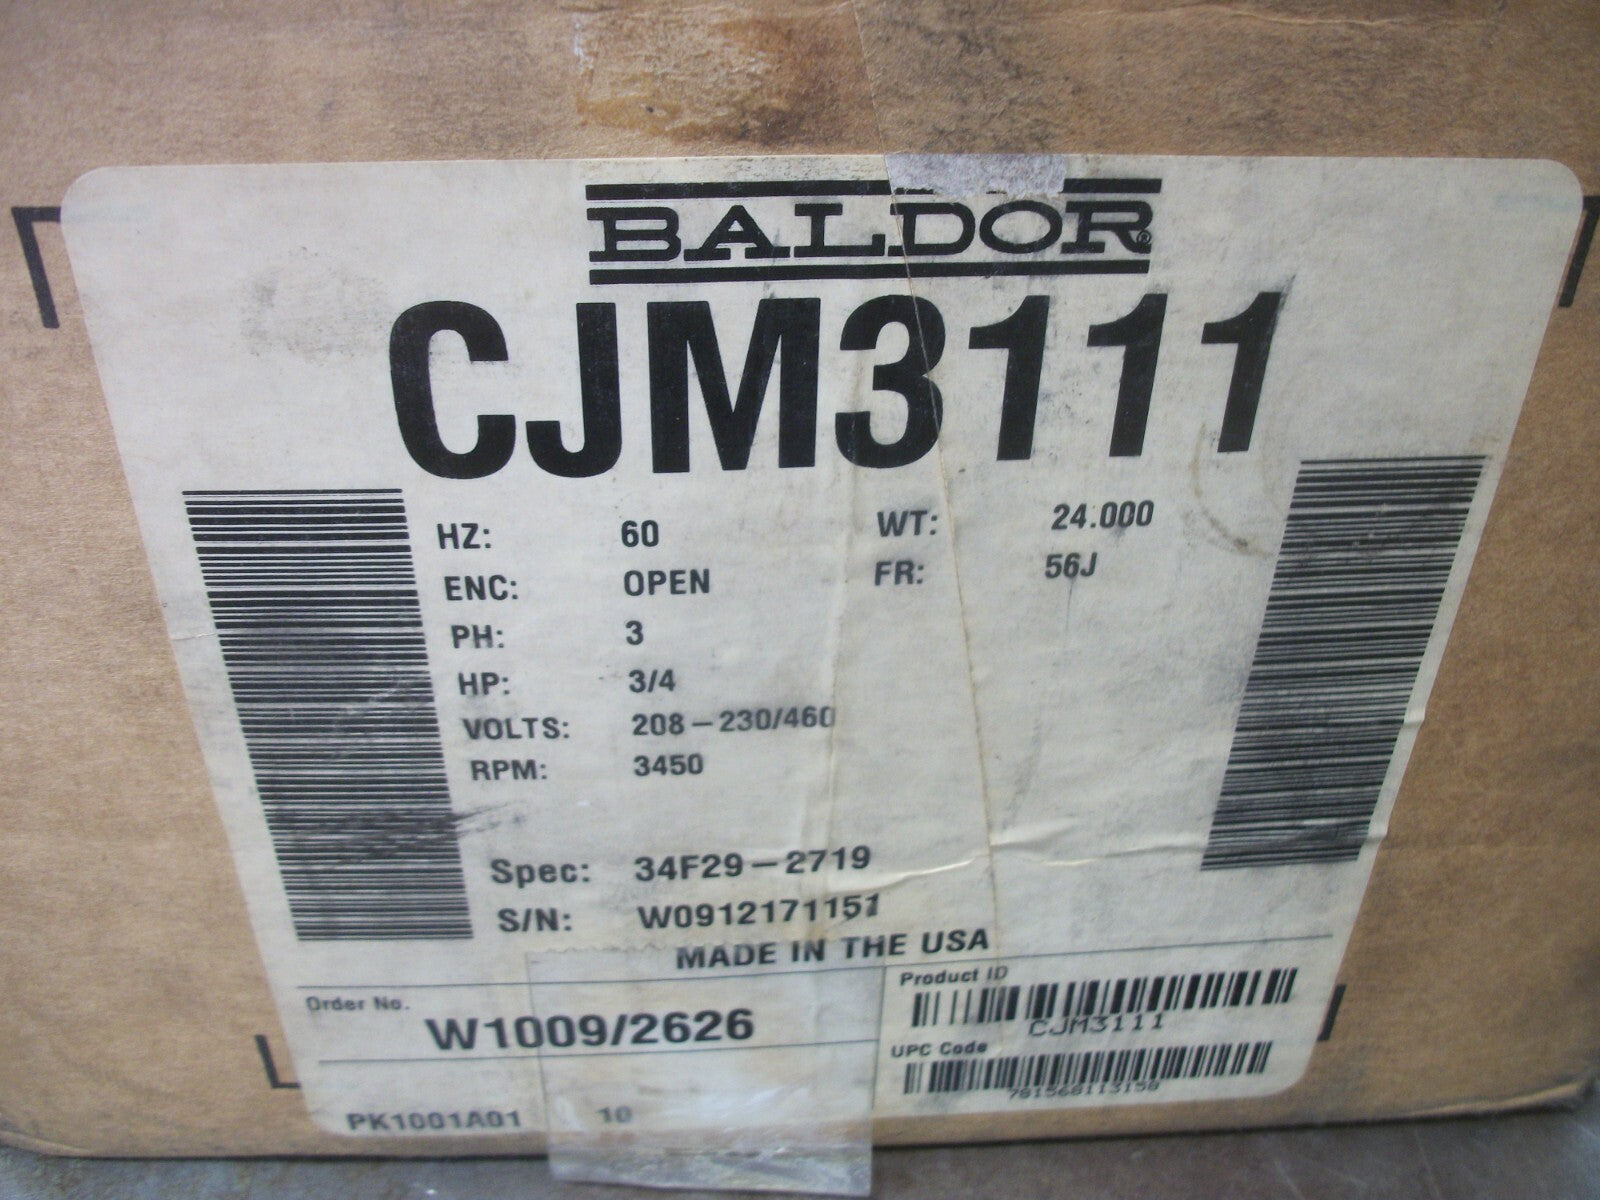 BALDOR®
CJM3111
HZ: 60 WT: 24.000
ENC: OPEN FR: 56J
PH: 3
HP: 3/4
VOLTS: 208-230/460
RPM: 3450
Spec: 34F29-2719
S/N: W0912171151
MADE IN THE USA
Order No.
W1009/2626
Product ID
CJM3111
UPC Code
781568113158
PK1001A01 10